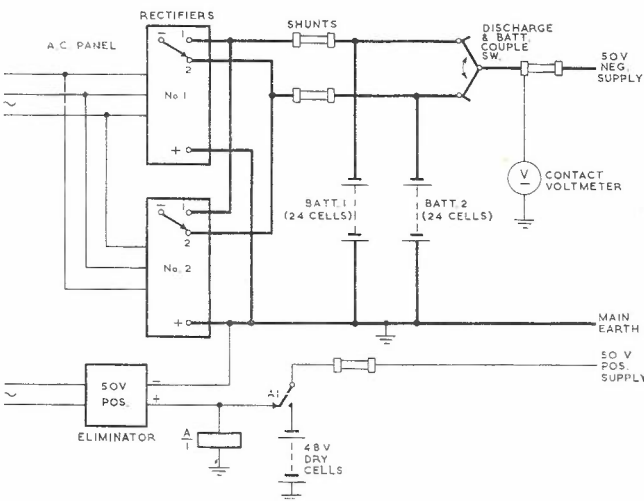 RECTIFIERS
A.C. PANEL
SHUNTS
DISCHARGE
& BATT.
COUPLE
SW.
50V
NEG.
SUPPLY
− 1
2
No.1
+
~
V
CONTACT
VOLTMETER
BATT.1
(24 CELLS)
BATT.2
(24 CELLS)
− 1
2
No.2
+
MAIN
EARTH
50V
POS.
−
+
~
ELIMINATOR
A
1
A1
48V
DRY
CELLS
50 V
POS.
SUPPLY